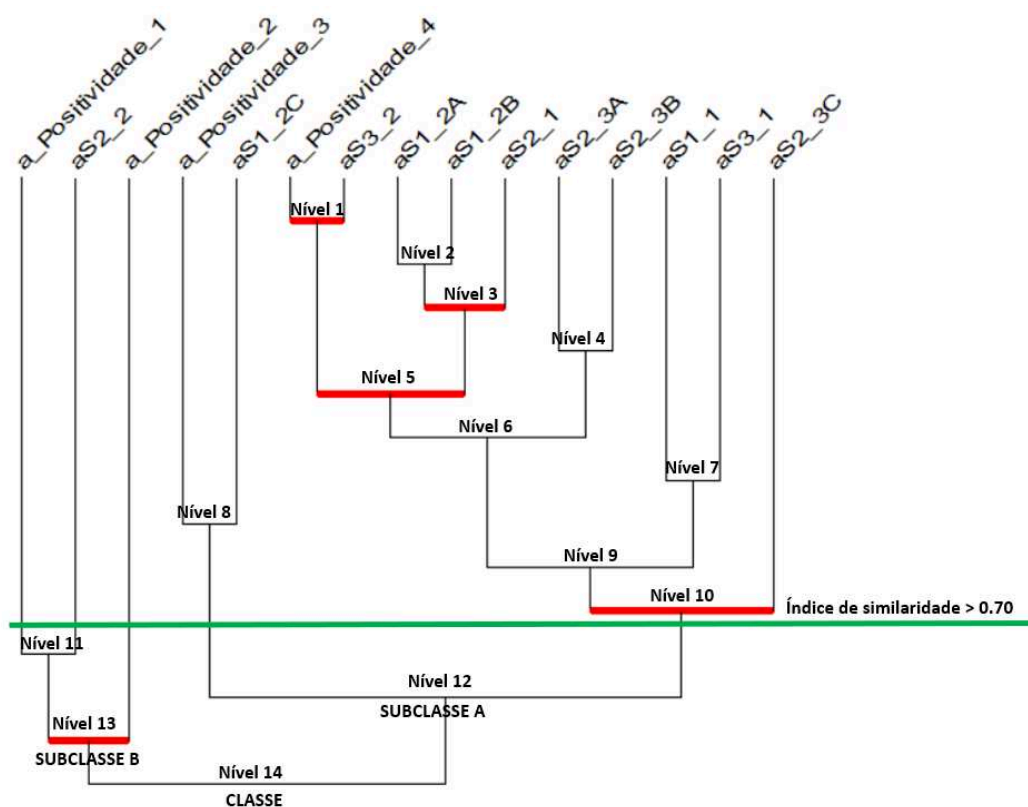 a_Positividade_1
aS2_2
a_Positividade_2
a_Positividade_3
aS1_2C
a_Positividade_4
aS3_2
aS1_2A
aS1_2B
aS2_1
aS2_3A
aS2_3B
aS1_1
aS3_1
aS2_3C
Nível 1
Nível 2
Nível 3
Nível 4
Nível 5
Nível 6
Nível 7
Nível 8
Nível 9
Nível 10
Índice de similaridade > 0.70
Nível 11
Nível 12
SUBCLASSE A
Nível 13
SUBCLASSE B
Nível 14
CLASSE